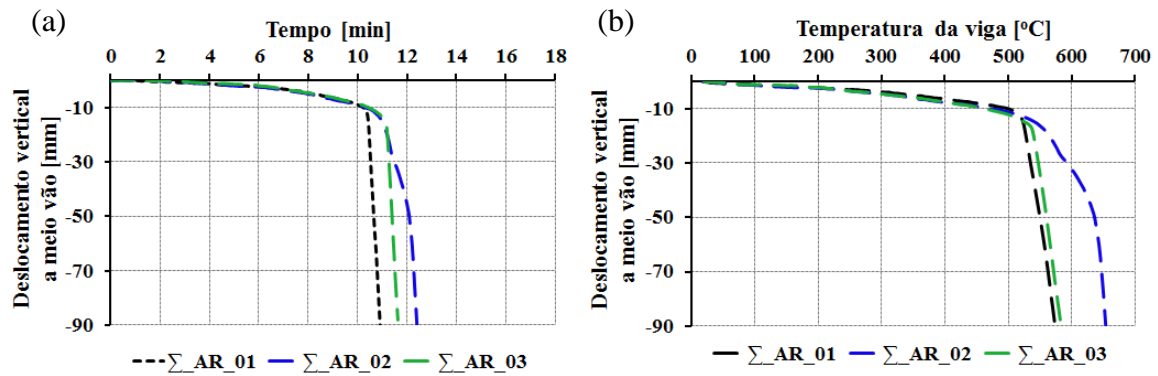 (a)
Tempo [min]
0 2 4 6 8 10 12 14 16 18
-10
-30
-50
-70
-90
Deslocamento vertical
a meio vão [mm]
∑_AR_01 ∑_AR_02 ∑_AR_03
(b)
Temperatura da viga [ºC]
0 100 200 300 400 500 600 700
-10
-30
-50
-70
-90
Deslocamento vertical
a meio vão [mm]
∑_AR_01 ∑_AR_02 ∑_AR_03